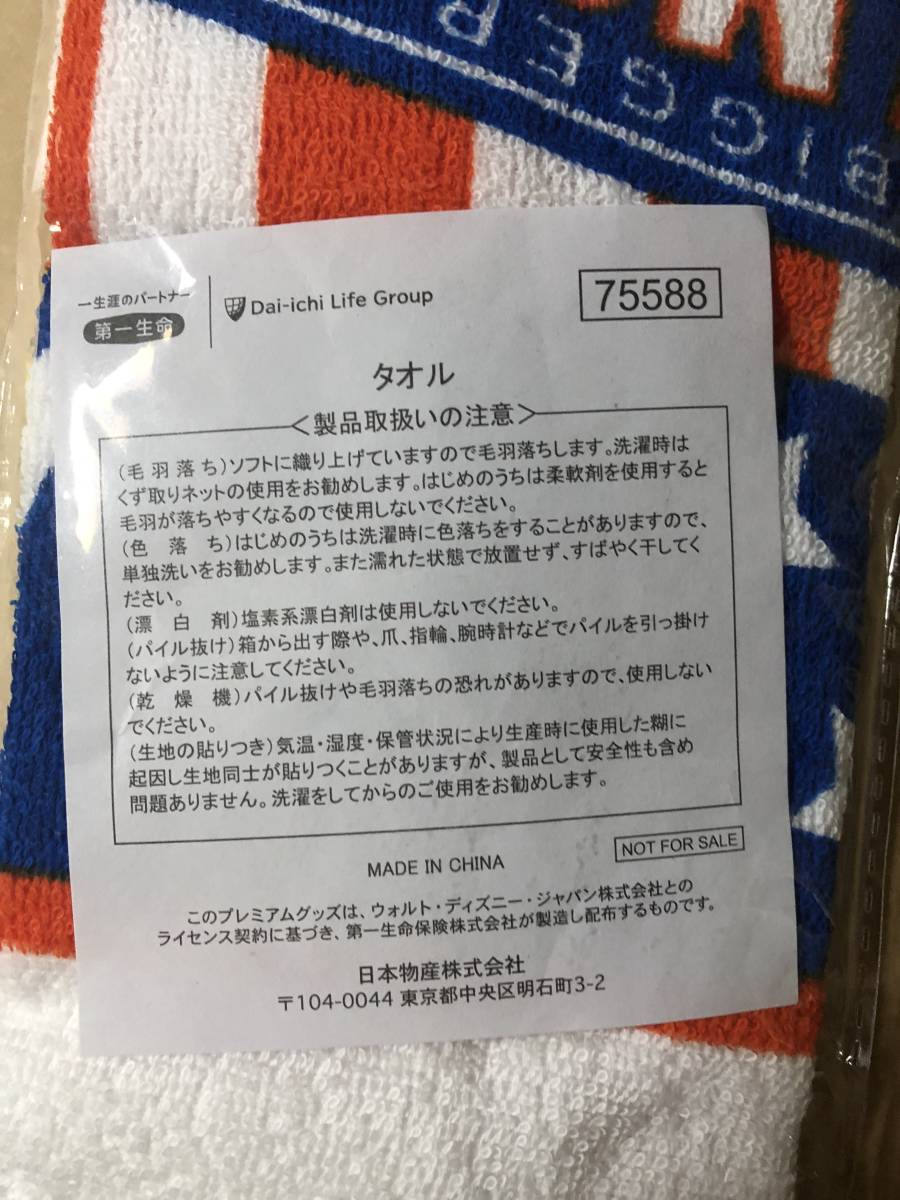 BIGGER
一生涯のパートナー
第一生命
Dai-ichi Life Group
75588
タオル
＜製品取扱いの注意＞
（毛羽落ち）ソフトに織り上げていますので毛羽落ちします。洗濯時は
くず取りネットの使用をお勧めします。はじめのうちは柔軟剤を使用すると
毛羽が落ちやすくなるので使用しないでください。
（色落ち）はじめのうちは洗濯時に色落ちをすることがありますので、
単独洗いをお勧めします。また濡れた状態で放置せず、すばやく干してく
ださい。
（漂白剤）塩素系漂白剤は使用しないでください。
（パイル抜け）箱から出す際や、爪、指輪、腕時計などでパイルを引っ掛け
ないように注意してください。
（乾燥機）パイル抜けや毛羽落ちの恐れがありますので、使用しない
でください。
（生地の貼りつき）気温・湿度・保管状況により生産時に使用した糊に
起因し生地同士が貼りつくことがありますが、製品として安全性も含め
問題ありません。洗濯をしてからのご使用をお勧めします。
MADE IN CHINA
NOT FOR SALE
このプレミアムグッズは、ウォルト・ディズニー・ジャパン株式会社との
ライセンス契約に基づき、第一生命保険株式会社が製造し配布するものです。
日本物産株式会社
〒104-0044 東京都中央区明石町3-2